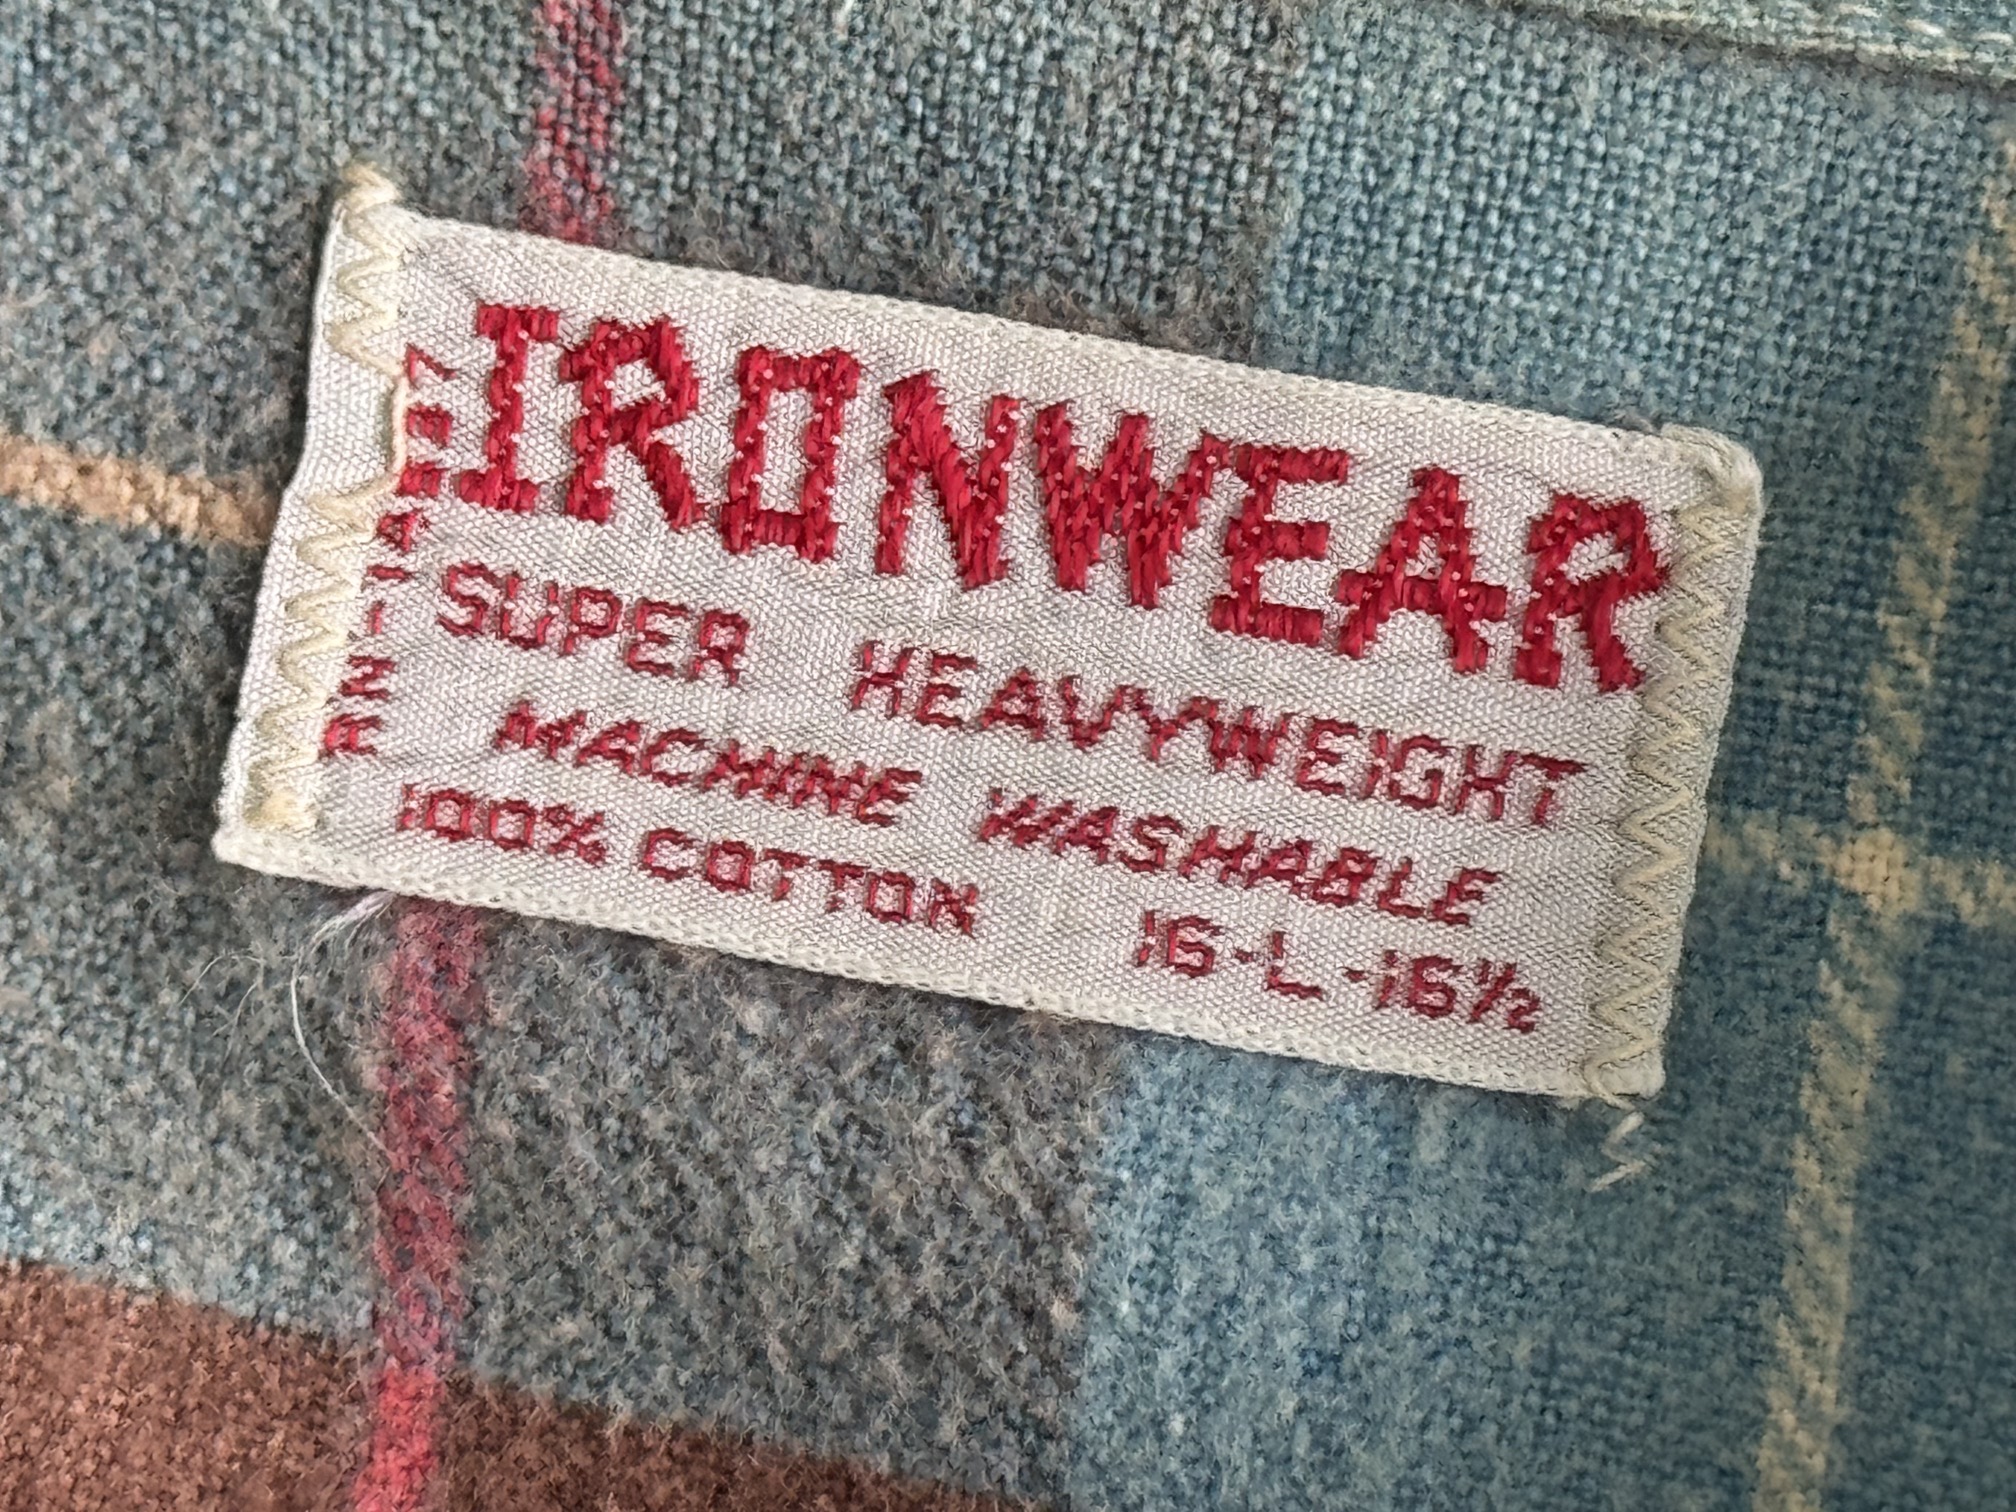 IRONWEAR
SUPER HEAVYWEIGHT
MACHINE WASHABLE
100% COTTON 16-L-16½